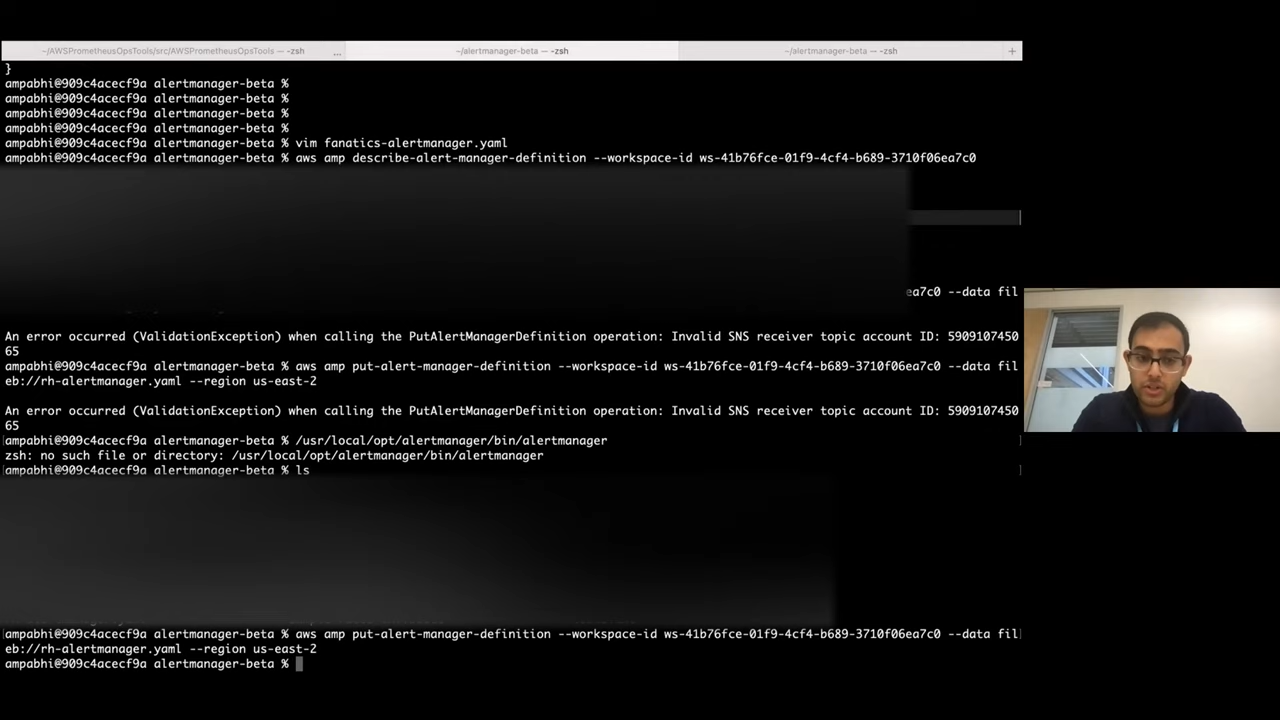 ~/AWSPrometheusOpsTools/src/AWSPrometheusOpsTools — -zsh ... ~/alertmanager-beta — -zsh ~/alertmanager-beta — -zsh +
}
ampabhi@909c4acecf9a alertmanager-beta %
ampabhi@909c4acecf9a alertmanager-beta %
ampabhi@909c4acecf9a alertmanager-beta %
ampabhi@909c4acecf9a alertmanager-beta %
ampabhi@909c4acecf9a alertmanager-beta % vim fanatics-alertmanager.yaml
ampabhi@909c4acecf9a alertmanager-beta % aws amp describe-alert-manager-definition --workspace-id ws-41b76fce-01f9-4cf4-b689-3710f06ea7c0
ea7c0 --data fil
An error occurred (ValidationException) when calling the PutAlertManagerDefinition operation: Invalid SNS receiver topic account ID: 5909107450
65
ampabhi@909c4acecf9a alertmanager-beta % aws amp put-alert-manager-definition --workspace-id ws-41b76fce-01f9-4cf4-b689-3710f06ea7c0 --data fil
eb://rh-alertmanager.yaml --region us-east-2
An error occurred (ValidationException) when calling the PutAlertManagerDefinition operation: Invalid SNS receiver topic account ID: 5909107450
65
ampabhi@909c4acecf9a alertmanager-beta % /usr/local/opt/alertmanager/bin/alertmanager
zsh: no such file or directory: /usr/local/opt/alertmanager/bin/alertmanager
ampabhi@909c4acecf9a alertmanager-beta % ls
ampabhi@909c4acecf9a alertmanager-beta % aws amp put-alert-manager-definition --workspace-id ws-41b76fce-01f9-4cf4-b689-3710f06ea7c0 --data fil
eb://rh-alertmanager.yaml --region us-east-2
ampabhi@909c4acecf9a alertmanager-beta %